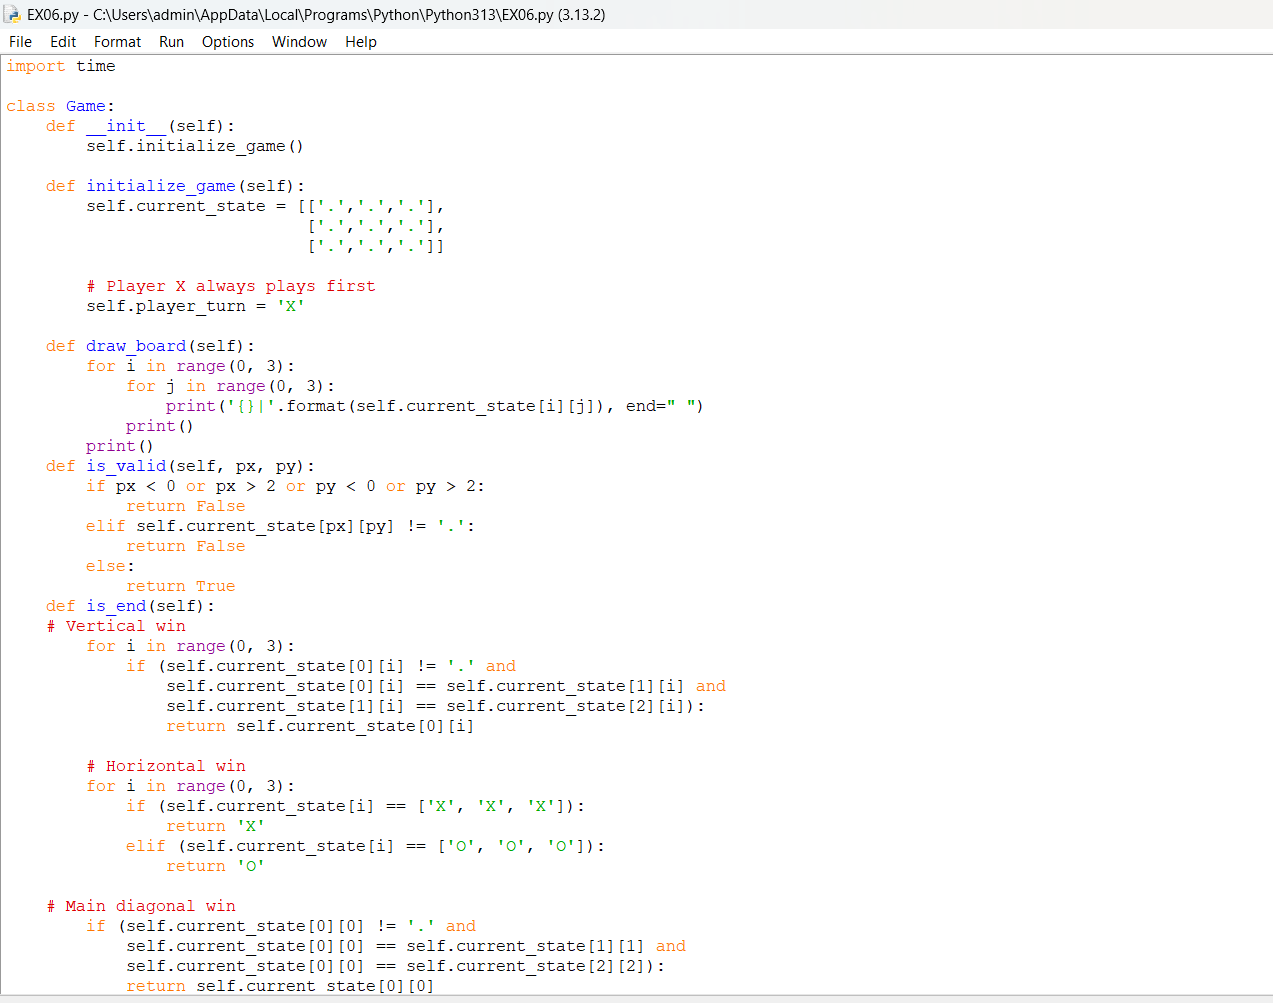 EX06.py - C:\Users\admin\AppData\Local\Programs\Python\Python313\EX06.py (3.13.2)
File Edit Format Run Options Window Help
import time

class Game:
    def __init__(self):
        self.initialize_game()

    def initialize_game(self):
        self.current_state = [['.','.','.'],
                              ['.','.','.'],
                              ['.','.','.']]

        # Player X always plays first
        self.player_turn = 'X'

    def draw_board(self):
        for i in range(0, 3):
            for j in range(0, 3):
                print('{}|'.format(self.current_state[i][j]), end=" ")
            print()
        print()
    def is_valid(self, px, py):
        if px < 0 or px > 2 or py < 0 or py > 2:
            return False
        elif self.current_state[px][py] != '.':
            return False
        else:
            return True
    def is_end(self):
    # Vertical win
        for i in range(0, 3):
            if (self.current_state[0][i] != '.' and
                self.current_state[0][i] == self.current_state[1][i] and
                self.current_state[1][i] == self.current_state[2][i]):
                return self.current_state[0][i]

        # Horizontal win
        for i in range(0, 3):
            if (self.current_state[i] == ['X', 'X', 'X']):
                return 'X'
            elif (self.current_state[i] == ['O', 'O', 'O']):
                return 'O'

    # Main diagonal win
        if (self.current_state[0][0] != '.' and
            self.current_state[0][0] == self.current_state[1][1] and
            self.current_state[0][0] == self.current_state[2][2]):
            return self.current_state[0][0]